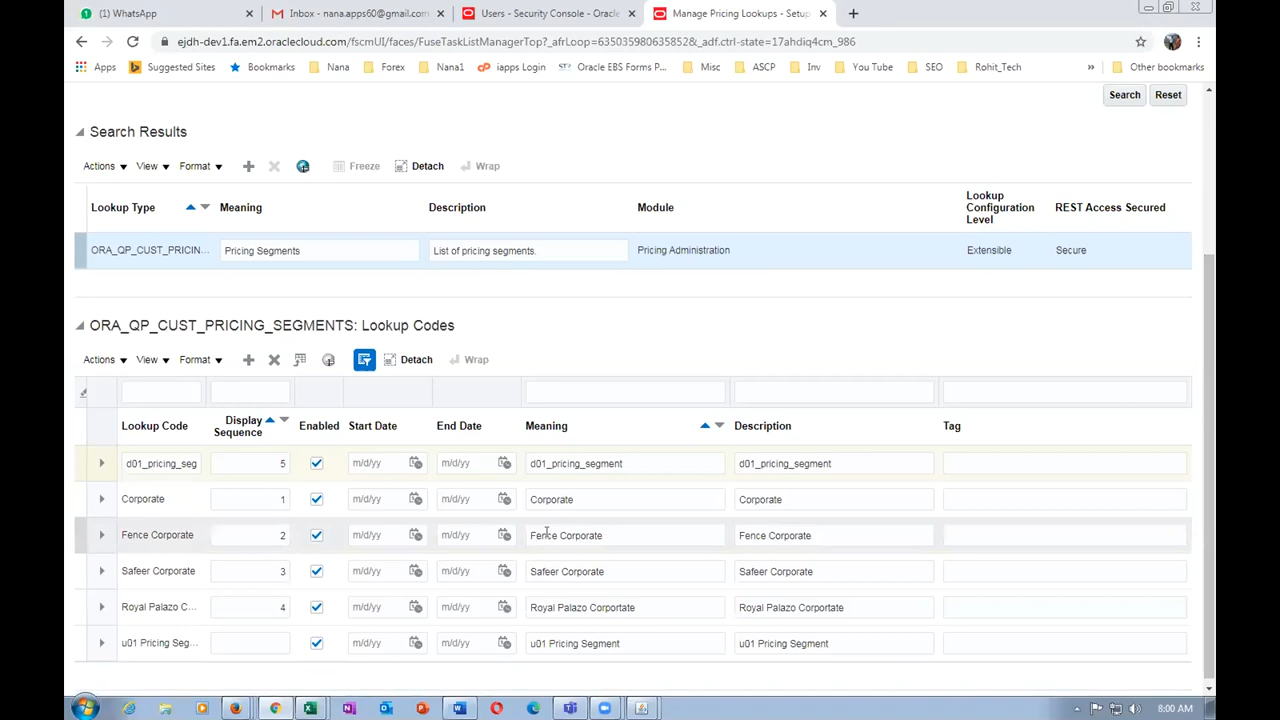 WhatsApp
Inbox - nana.apps60@gmail.com
Users - Security Console - Oracle
Manage Pricing Lookups - Setup
ejdh-dev1.fa.em2.oraclecloud.com/fscmUI/faces/FuseTaskListManagerTop?_afrLoop=6350359806358528&_adf.ctrl-state=17ahdiq4cm_986
Apps Suggested Sites Bookmarks Nana Forex Nana1 iapps Login Oracle EBS Forms P... Misc ASCP Inv You Tube SEO Rohit_Tech » Other bookmarks
Search Reset
Search Results
Actions View Format Freeze Detach Wrap
Lookup Type Meaning Description Module Lookup Configuration Level REST Access Secured
ORA_QP_CUST_PRICIN... Pricing Segments List of pricing segments. Pricing Administration Extensible Secure
ORA_QP_CUST_PRICING_SEGMENTS: Lookup Codes
Actions View Format Detach Wrap
Lookup Code Display Sequence Enabled Start Date End Date Meaning Description Tag
d01_pricing_seg 5 m/d/yy m/d/yy d01_pricing_segment d01_pricing_segment
Corporate 1 m/d/yy m/d/yy Corporate Corporate
Fence Corporate 2 m/d/yy m/d/yy Fence Corporate Fence Corporate
Safeer Corporate 3 m/d/yy m/d/yy Safeer Corporate Safeer Corporate
Royal Palazo C... 4 m/d/yy m/d/yy Royal Palazo Corportate Royal Palazo Corportate
u01 Pricing Seg... m/d/yy m/d/yy u01 Pricing Segment u01 Pricing Segment
8:00 AM